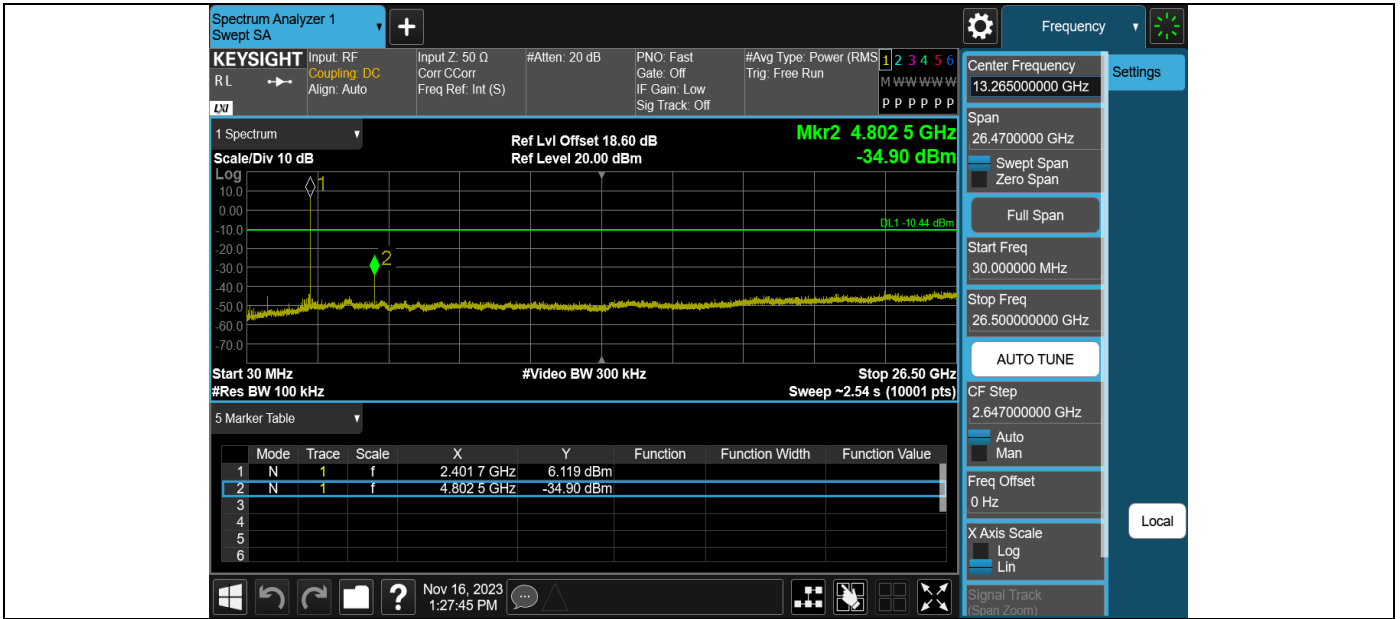 Spectrum Analyzer 1
Swept SA
+
Frequency
KEYSIGHT
RL
LXI
Input: RF
Coupling: DC
Align: Auto
Input Z: 50 Ω
Corr CCorr
Freq Ref: Int (S)
#Atten: 20 dB
PNO: Fast
Gate: Off
IF Gain: Low
Sig Track: Off
#Avg Type: Power (RMS
Trig: Free Run
1 2 3 4 5 6
M W W W W W
P P P P P P
1 Spectrum
Scale/Div 10 dB
Ref Lvl Offset 18.60 dB
Ref Level 20.00 dBm
Mkr2 4.802 5 GHz
-34.90 dBm
Log
10.0
0.00
-10.0
-20.0
-30.0
-40.0
-50.0
-60.0
-70.0
1
2
DL1 -10.44 dBm
Start 30 MHz
#Video BW 300 kHz
Stop 26.50 GHz
#Res BW 100 kHz
Sweep ~2.54 s (10001 pts)
5 Marker Table
Mode Trace Scale X Y Function Function Width Function Value
1 N 1 f 2.401 7 GHz 6.119 dBm
2 N 1 f 4.802 5 GHz -34.90 dBm
3
4
5
6
Nov 16, 2023
1:27:45 PM
?
Center Frequency
13.265000000 GHz
Settings
Span
26.4700000 GHz
Swept Span
Zero Span
Full Span
Start Freq
30.000000 MHz
Stop Freq
26.500000000 GHz
AUTO TUNE
CF Step
2.647000000 GHz
Auto
Man
Freq Offset
0 Hz
X Axis Scale
Log
Lin
Signal Track
(Span Zoom)
Local